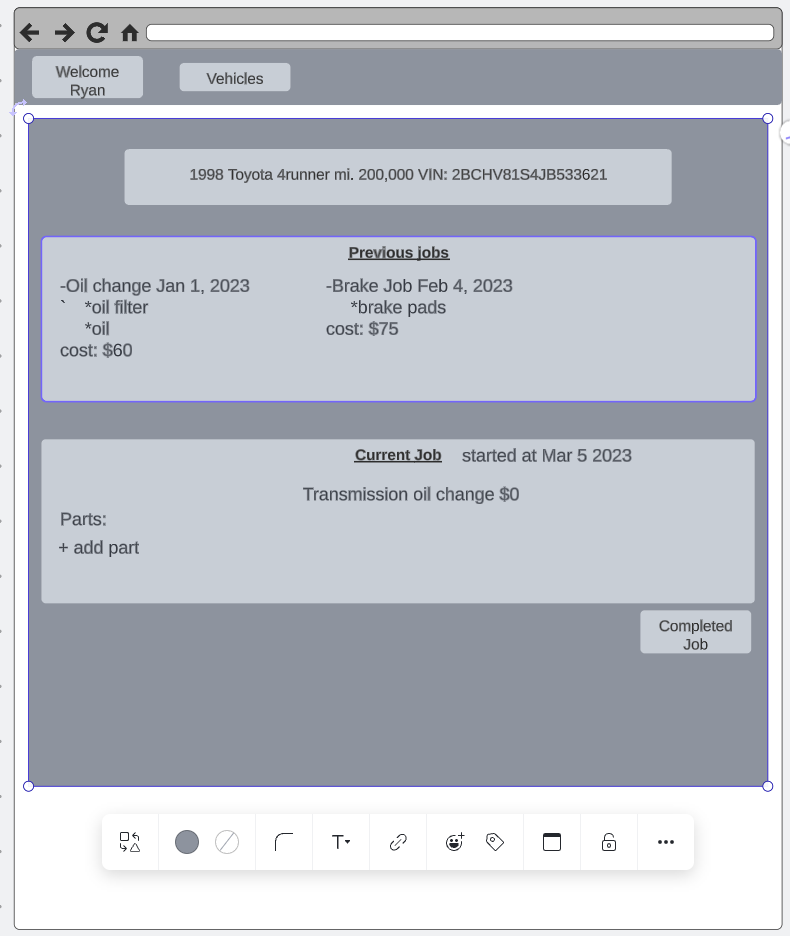 Welcome
Ryan
Vehicles
1998 Toyota 4runner mi. 200,000 VIN: 2BCHV81S4JB533621
Previous jobs
-Oil change Jan 1, 2023
` *oil filter
*oil
cost: $60
-Brake Job Feb 4, 2023
*brake pads
cost: $75
Current Job started at Mar 5 2023
Transmission oil change $0
Parts:
+ add part
Completed
Job
T